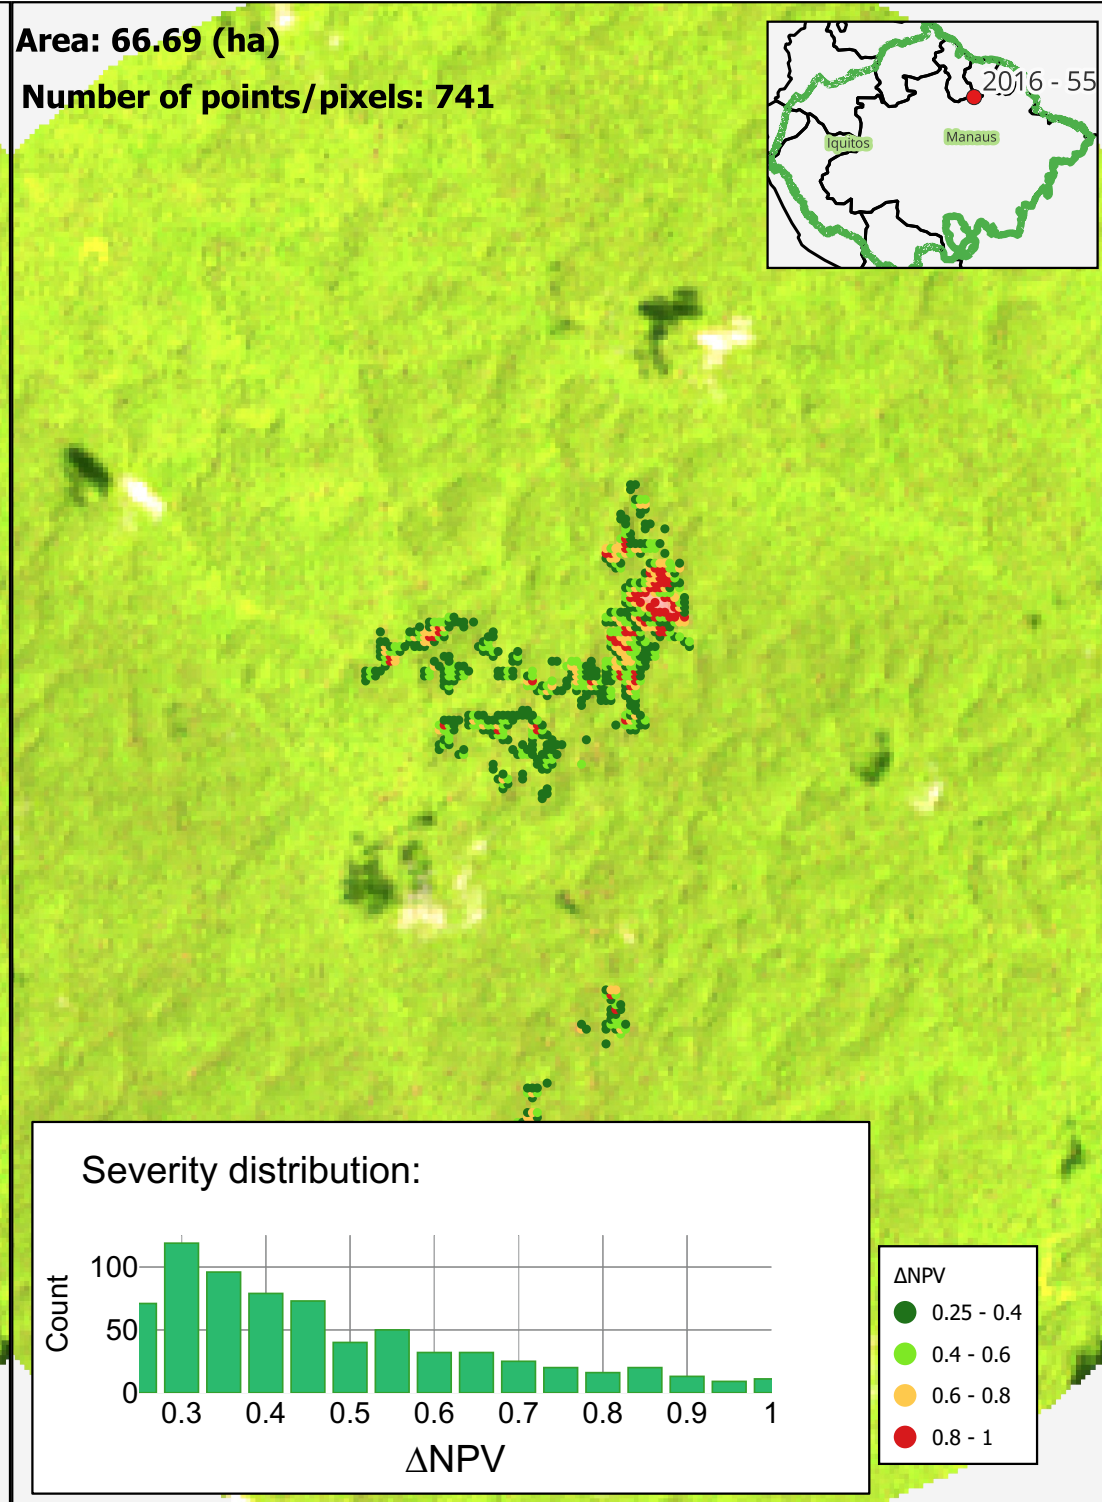 Area: 66.69 (ha)
Number of points/pixels: 741
2016 - 55
Iquitos
Manaus
Severity distribution:
Count
100
50
0
0.3 0.4 0.5 0.6 0.7 0.8 0.9 1
ΔNPV
ΔNPV
0.25 - 0.4
0.4 - 0.6
0.6 - 0.8
0.8 - 1